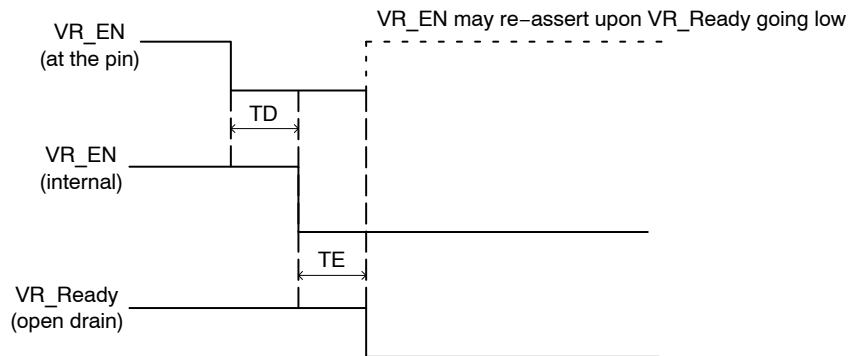 VR_EN may re−assert upon VR_Ready going low
VR_EN
(at the pin)
TD
VR_EN
(internal)
TE
VR_Ready
(open drain)